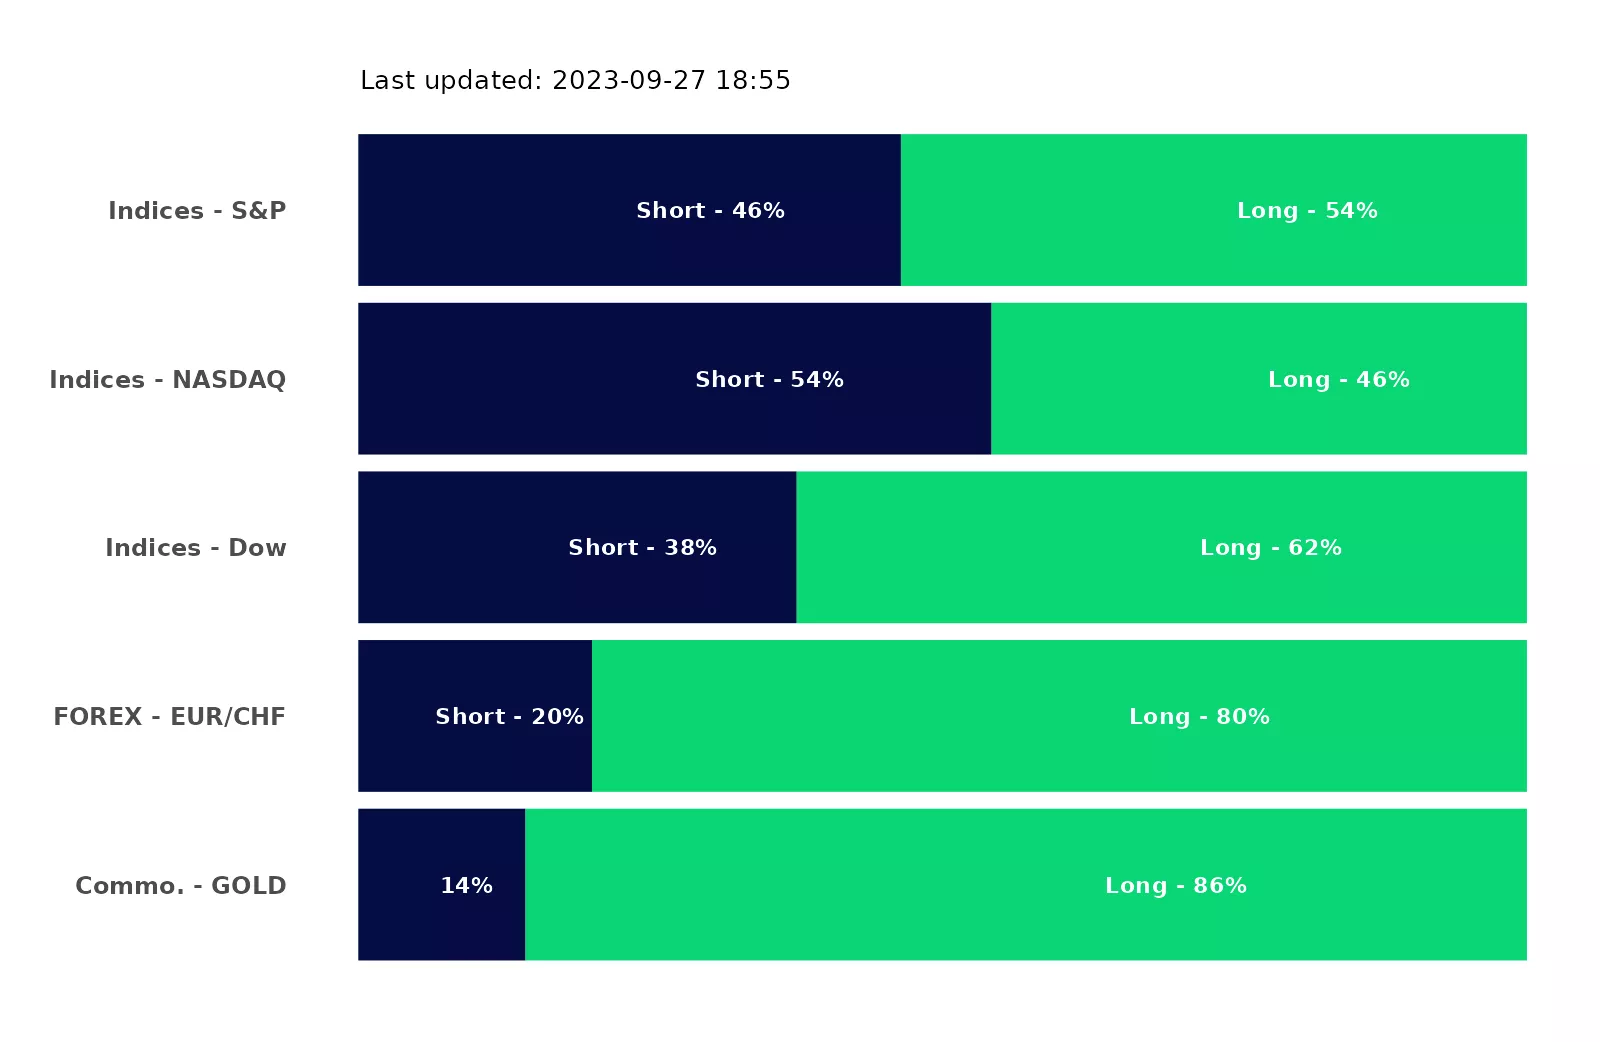 Last updated: 2023-09-27 18:55
Indices - S&P Short - 46% Long - 54%
Indices - NASDAQ Short - 54% Long - 46%
Indices - Dow Short - 38% Long - 62%
FOREX - EUR/CHF Short - 20% Long - 80%
Commo. - GOLD 14% Long - 86%